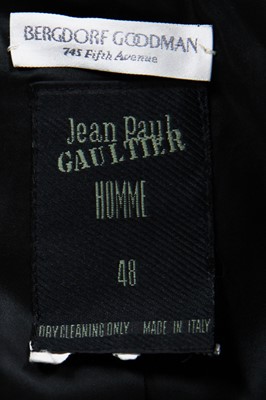 BERGDORF GOODMAN
745 Fifth Avenue
Jean Paul
GAULTIER
HOMME
48
DRY CLEANING ONLY MADE IN ITALY